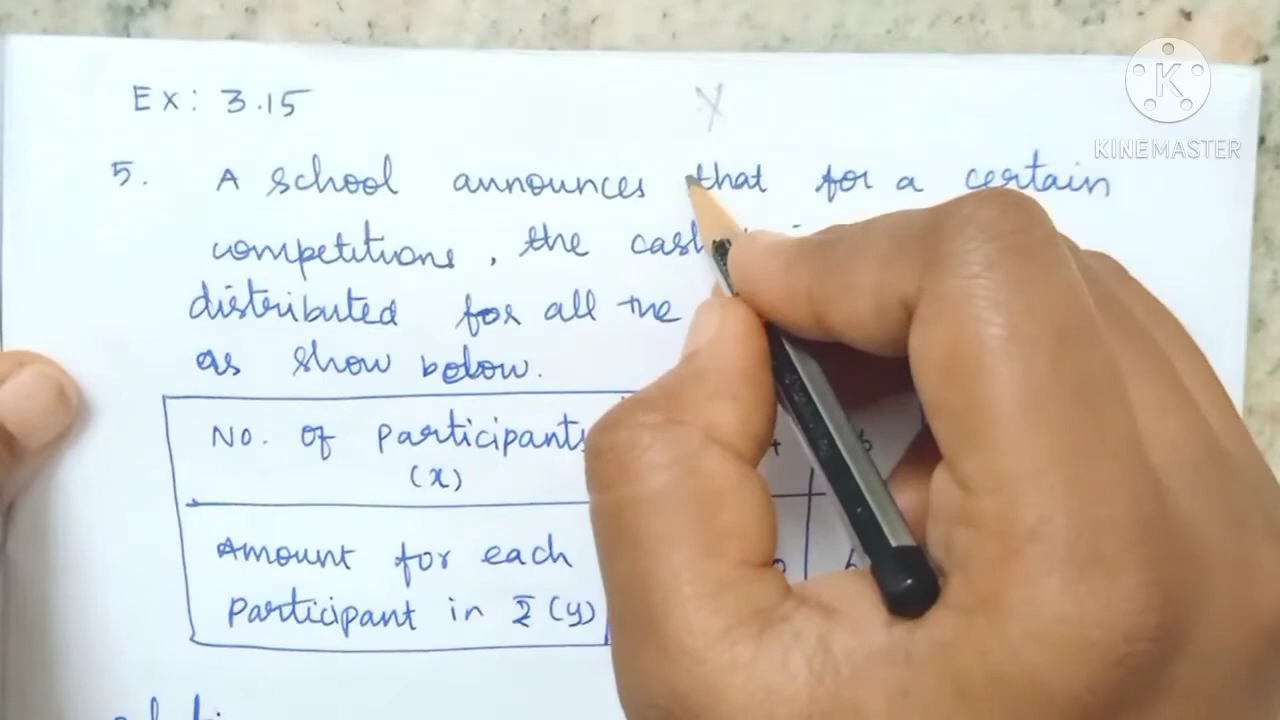 Ex: 3.15
5. A school announces that for a certain
competitions, the cash
distributed for all the
as show below.
No. of participants
(x)
Amount for each
participant in ₹ (y)
KINEMASTER